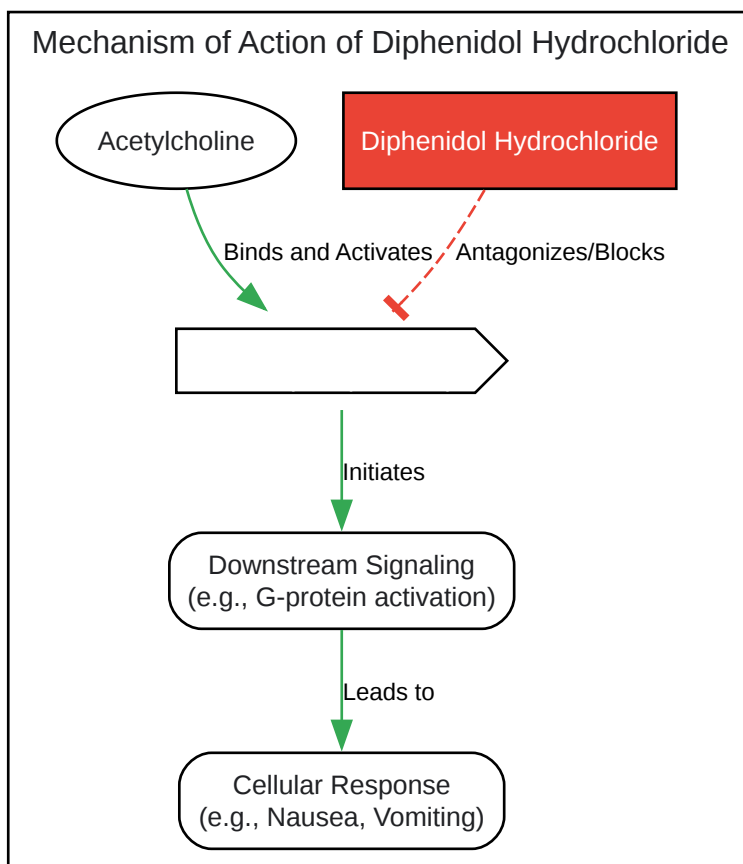 Mechanism of Action of Diphenidol Hydrochloride
Acetylcholine
Diphenidol Hydrochloride
Binds and Activates
Antagonizes/Blocks
Initiates
Downstream Signaling
(e.g., G-protein activation)
Leads to
Cellular Response
(e.g., Nausea, Vomiting)